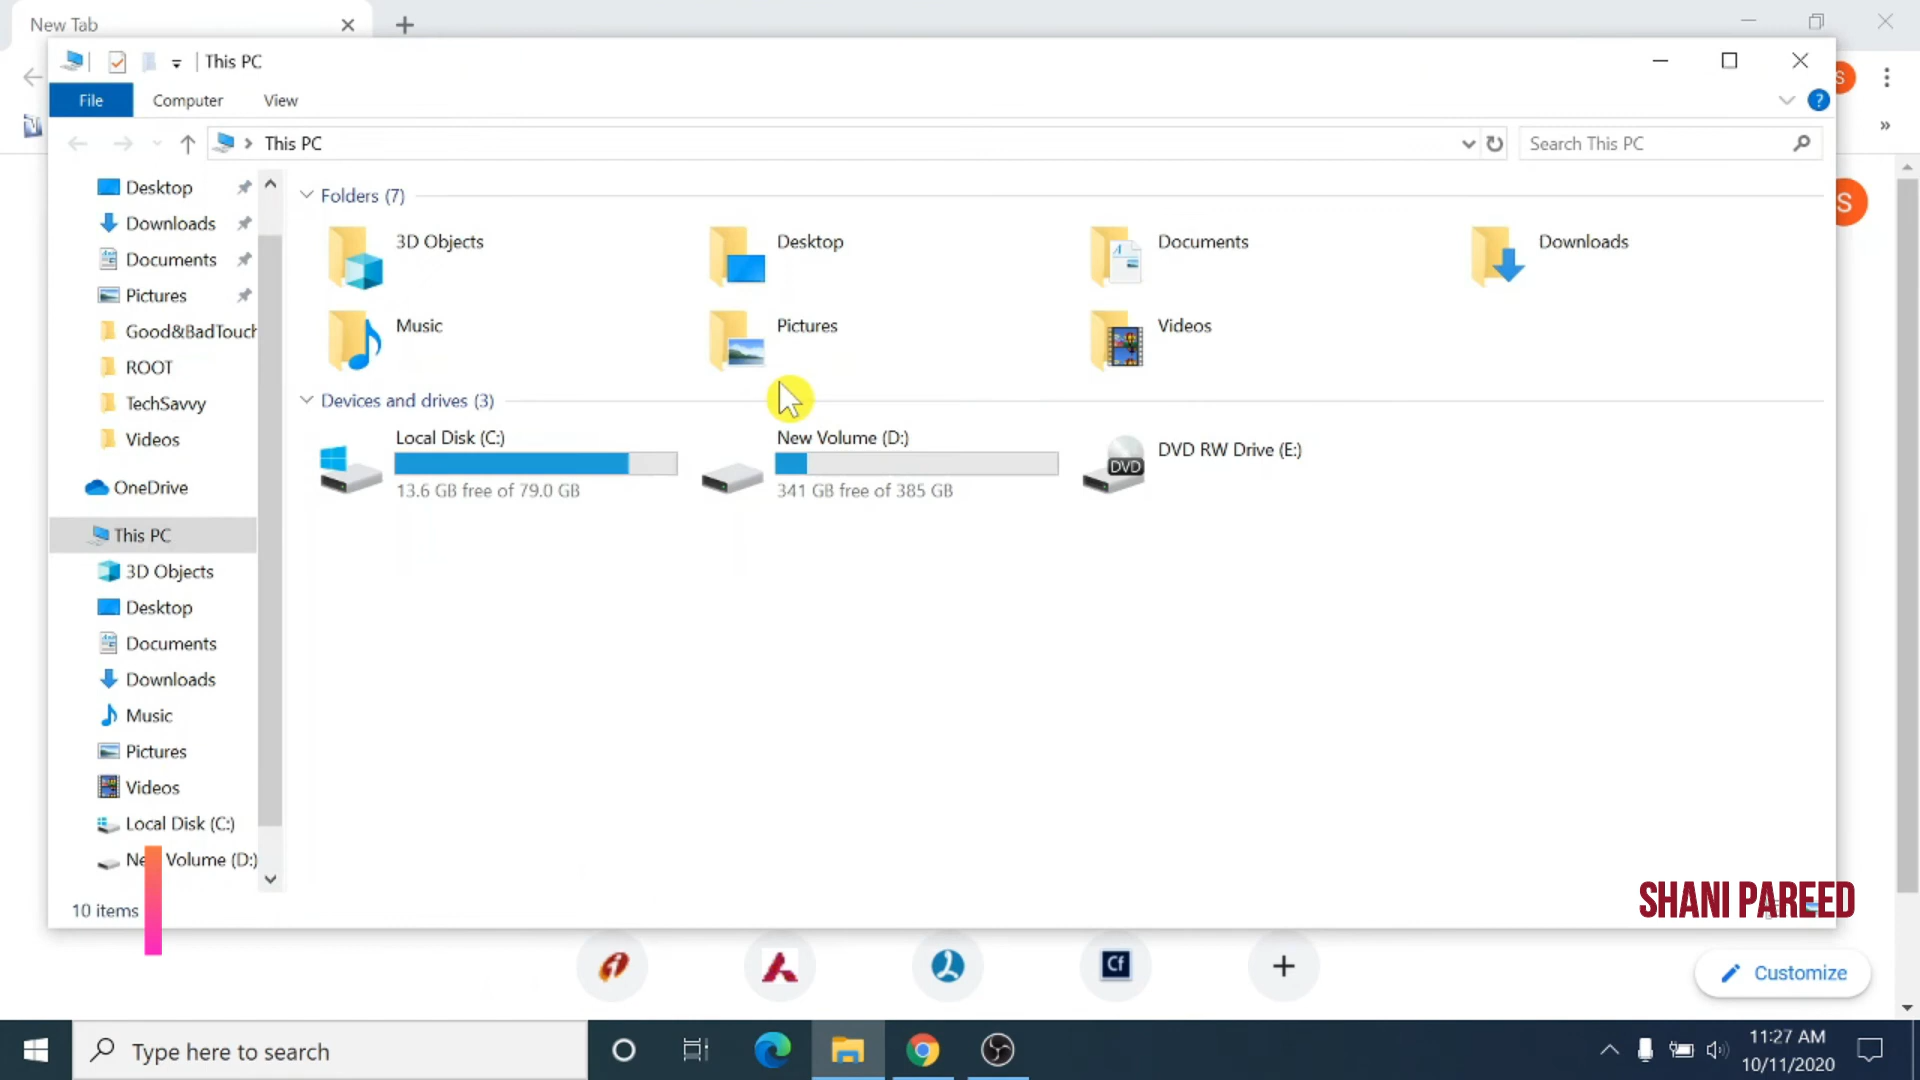 New Tab
This PC
File Computer View
This PC
Search This PC
S
S
Desktop
Downloads
Documents
Pictures
Good&BadTouch
ROOT
TechSavvy
Videos
OneDrive
This PC
3D Objects
Desktop
Documents
Downloads
Music
Pictures
Videos
Local Disk (C:)
Volume (D:)
10 items
Folders (7)
3D Objects
Desktop
Documents
Downloads
Music
Pictures
Videos
Devices and drives (3)
Local Disk (C:)
13.6 GB free of 79.0 GB
New Volume (D:)
341 GB free of 385 GB
DVD
DVD RW Drive (E:)
SHANI PAREED
Cf
Customize
Type here to search
11:27 AM
10/11/2020